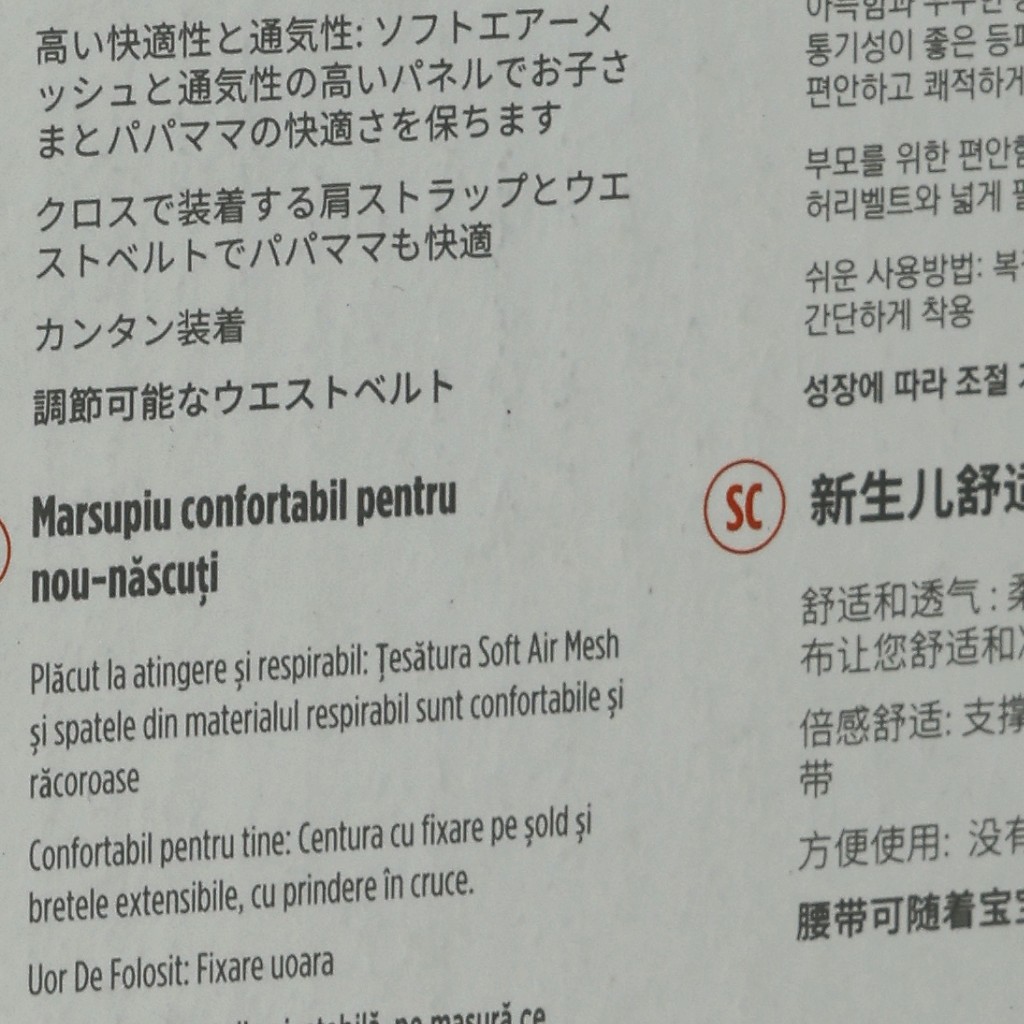 高い快適性と通気性: ソフトエアーメ
ッシュと通気性の高いパネルでお子さ
まとパパママの快適さを保ちます
クロスで装着する肩ストラップとウエ
ストベルトでパパママも快適
カンタン装着
調節可能なウエストベルト
Marsupiu confortabil pentru
nou-născuți
Plăcut la atingere și respirabil: Țesătura Soft Air Mesh
și spatele din materialul respirabil sunt confortabile și
răcoroase
Confortabil pentru tine: Centura cu fixare pe șold și
bretele extensibile, cu prindere în cruce.
Uor De Folosit: Fixare uoara
pe masură ce
통기성이 좋은
편안하고 쾌적하게
부모를 위한
허리벨트와 넓게
쉬운 사용방법:
간단하게 착용
성장에 따라 조절
SC
新生儿舒适
舒适和透气 : 柔
布让您舒适和
倍感舒适: 支撑
带
方便使用: 没有
腰带可随着宝宝